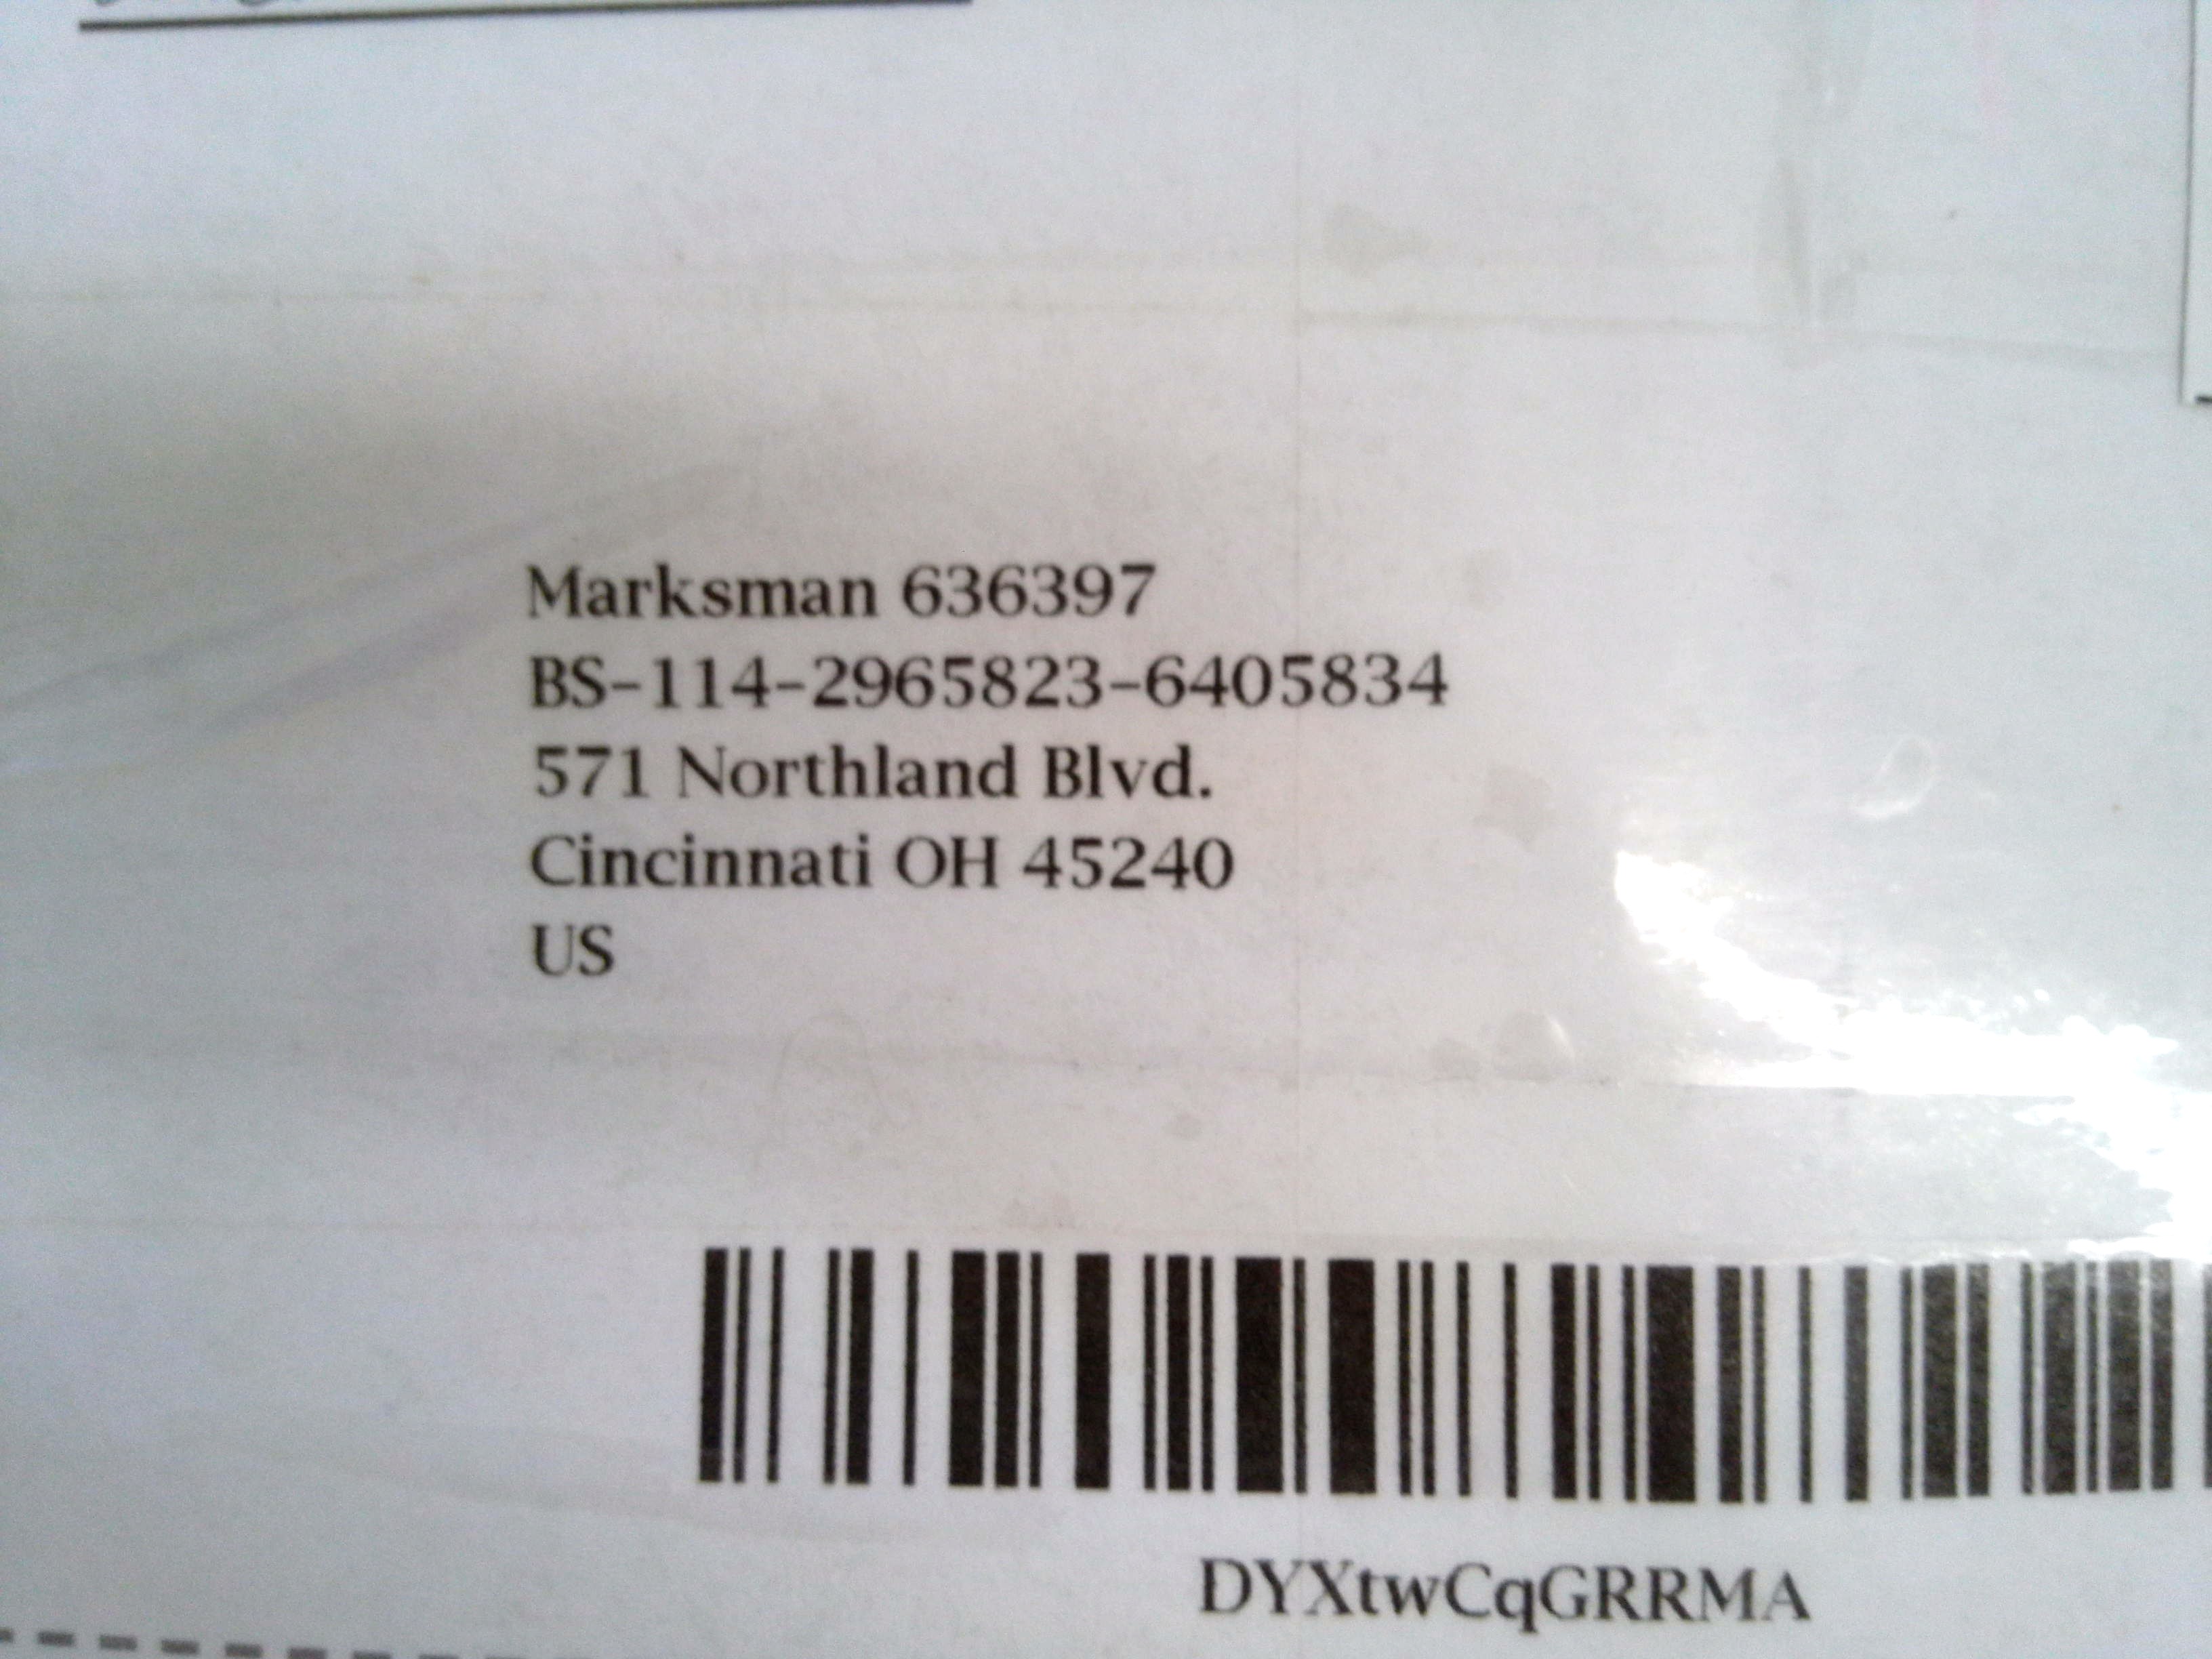 Marksman 636397
BS-114-2965823-6405834
571 Northland Blvd.
Cincinnati OH 45240
US
DYXtwCqGRRMA